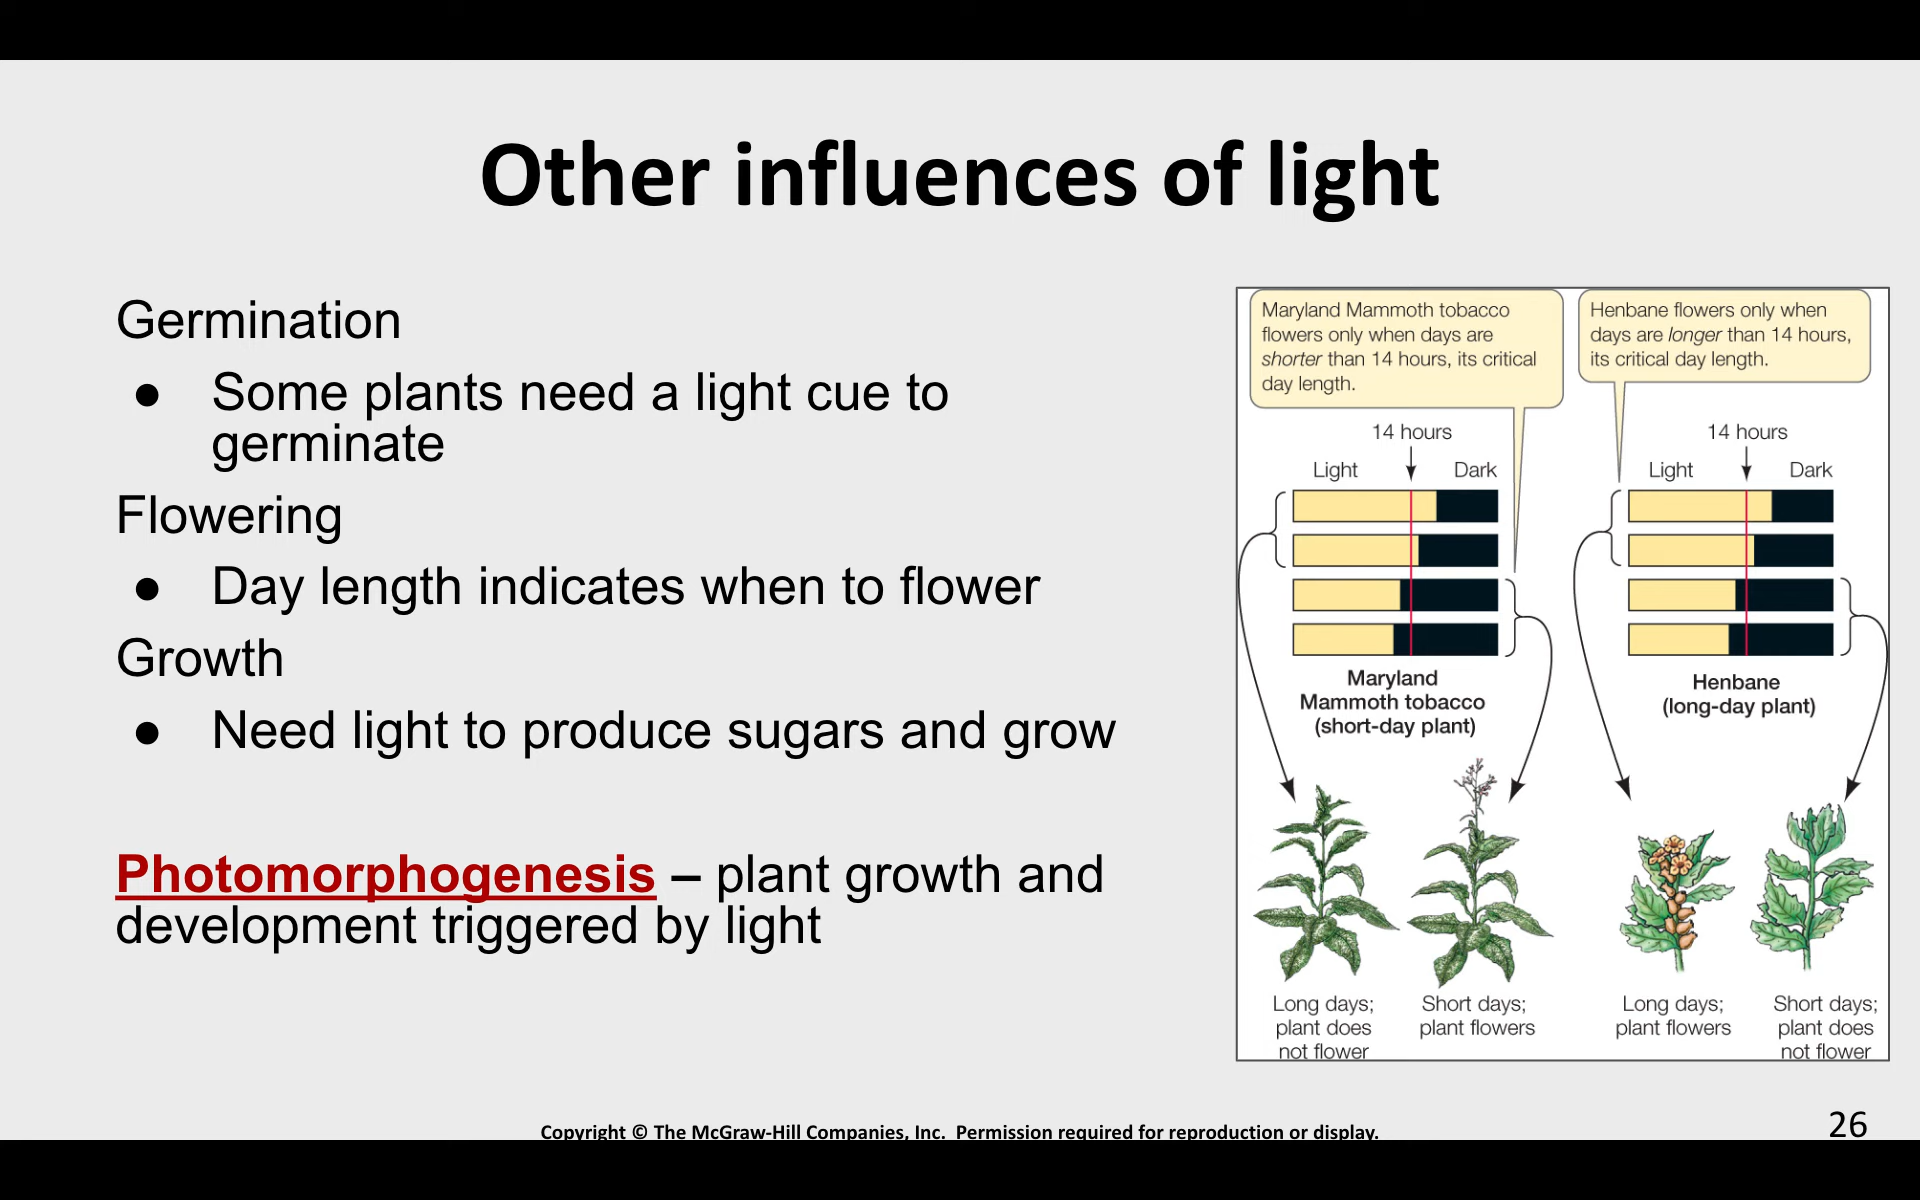 Other influences of light
Germination
● Some plants need a light cue to
germinate
Flowering
● Day length indicates when to flower
Growth
● Need light to produce sugars and grow
Photomorphogenesis – plant growth and
development triggered by light
Maryland Mammoth tobacco
flowers only when days are
shorter than 14 hours, its critical
day length.
14 hours
Light Dark
Maryland
Mammoth tobacco
(short-day plant)
Long days;
plant does
not flower
Short days;
plant flowers
Henbane flowers only when
days are longer than 14 hours,
its critical day length.
14 hours
Light Dark
Henbane
(long-day plant)
Long days;
plant flowers
Short days;
plant does
not flower
Copyright © The McGraw-Hill Companies, Inc. Permission required for reproduction or display.
26